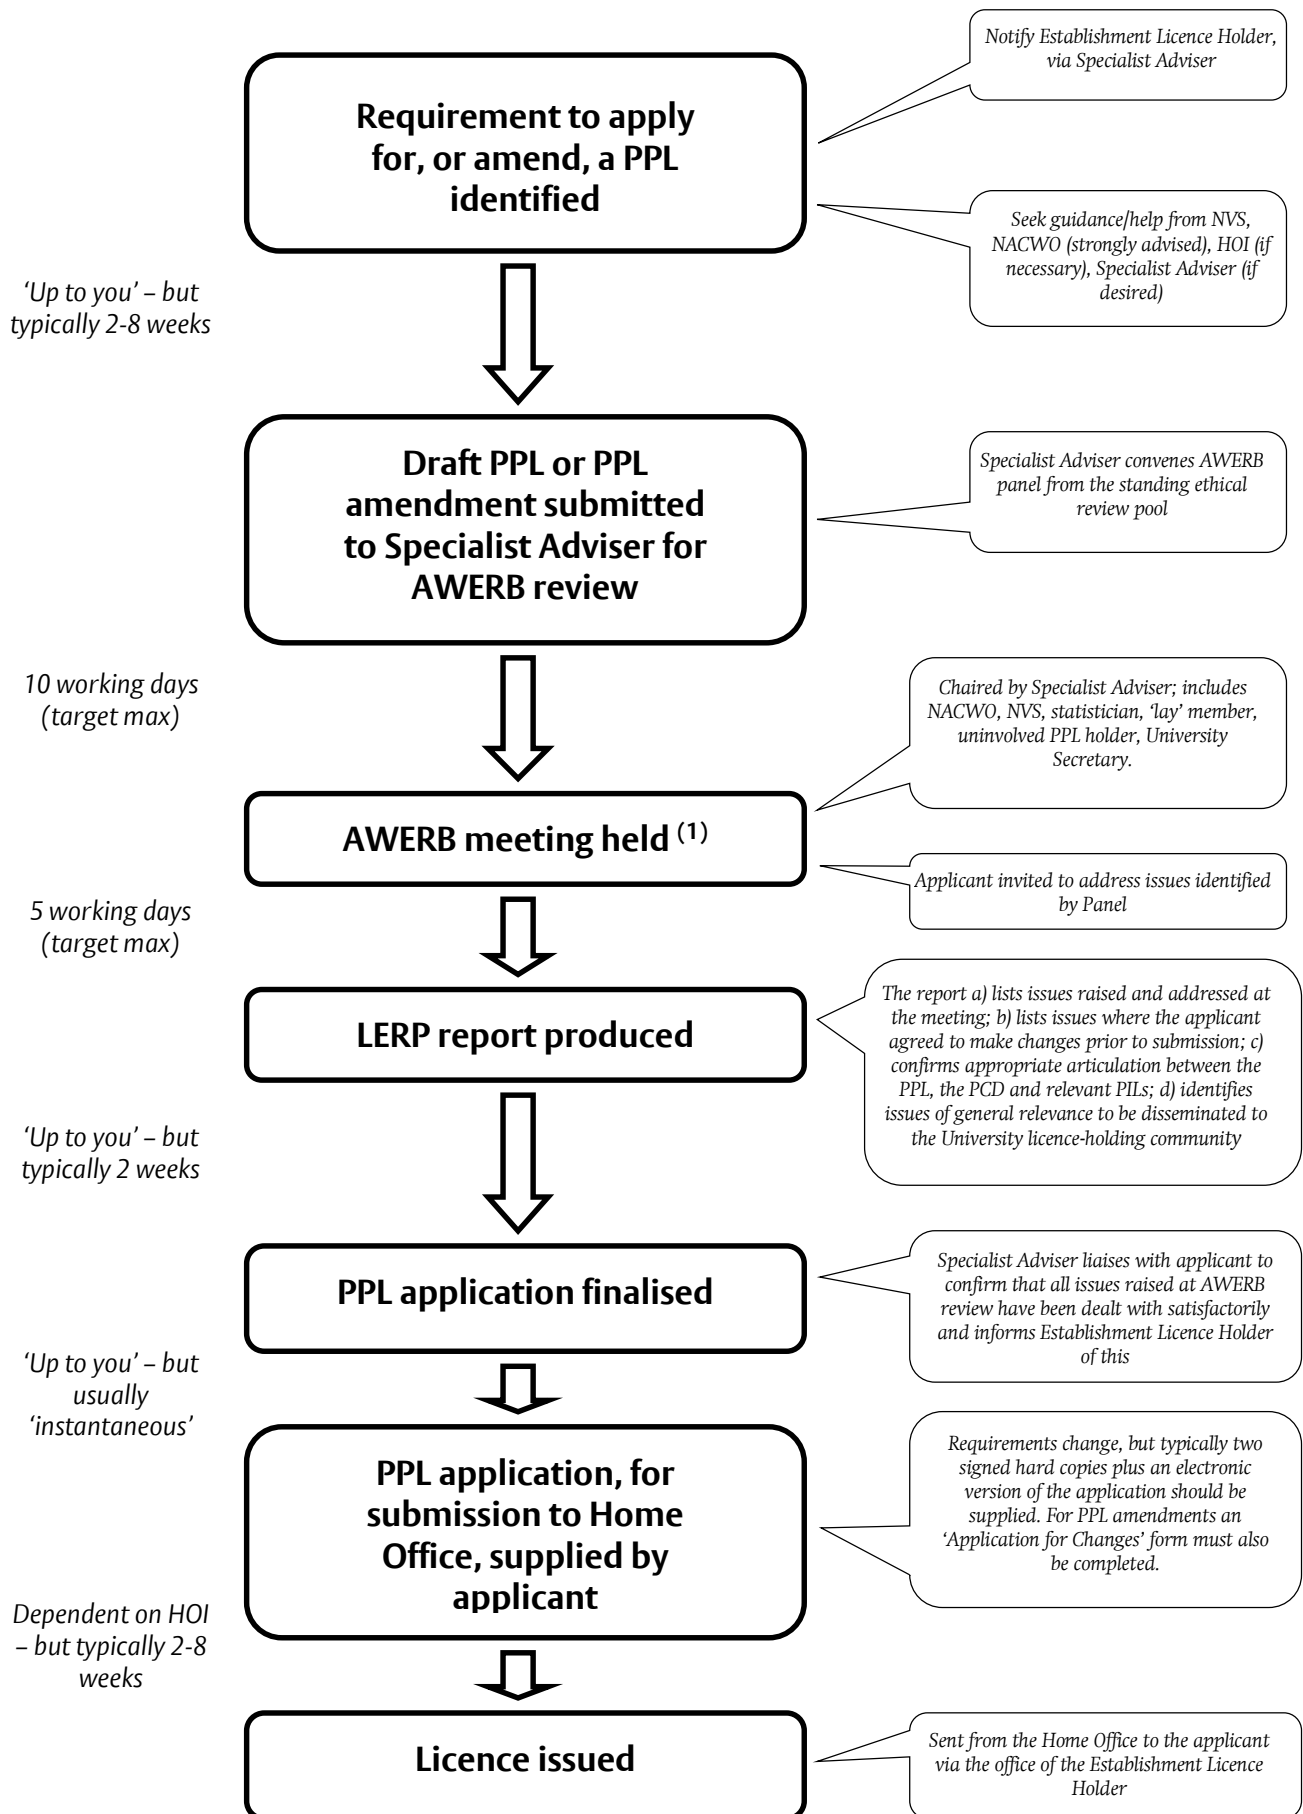 Notify Establishment Licence Holder,
via Specialist Adviser
Requirement to apply
for, or amend, a PPL
identified
Seek guidance/help from NVS,
NACWO (strongly advised), HOI (if
necessary), Specialist Adviser (if
desired)
‘Up to you’ – but
typically 2-8 weeks
Draft PPL or PPL
amendment submitted
to Specialist Adviser for
AWERB review
Specialist Adviser convenes AWERB
panel from the standing ethical
review pool
10 working days
(target max)
Chaired by Specialist Adviser; includes
NACWO, NVS, statistician, ‘lay’ member,
uninvolved PPL holder, University
Secretary.
AWERB meeting held (1)
Applicant invited to address issues identified
by Panel
5 working days
(target max)
LERP report produced
The report a) lists issues raised and addressed at
the meeting; b) lists issues where the applicant
agreed to make changes prior to submission; c)
confirms appropriate articulation between the
PPL, the PCD and relevant PILs; d) identifies
issues of general relevance to be disseminated to
the University licence-holding community
‘Up to you’ – but
typically 2 weeks
PPL application finalised
Specialist Adviser liaises with applicant to
confirm that all issues raised at AWERB
review have been dealt with satisfactorily
and informs Establishment Licence Holder
of this
‘Up to you’ – but
usually
‘instantaneous’
PPL application, for
submission to Home
Office, supplied by
applicant
Requirements change, but typically two
signed hard copies plus an electronic
version of the application should be
supplied. For PPL amendments an
‘Application for Changes’ form must also
be completed.
Dependent on HOI
– but typically 2-8
weeks
Licence issued
Sent from the Home Office to the applicant
via the office of the Establishment Licence
Holder